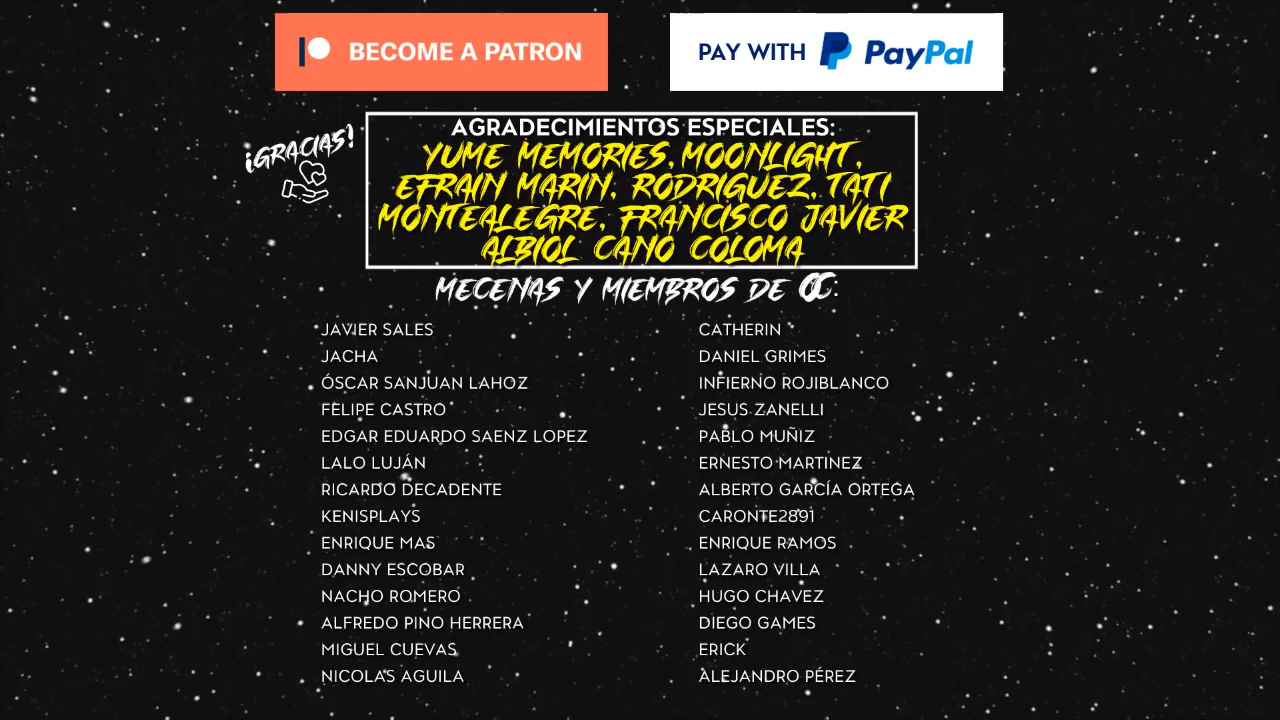 BECOME A PATRON
PAY WITH PayPal
¡GRACIAS!
AGRADECIMIENTOS ESPECIALES:
YUME MEMORIES, MOONLIGHT,
EFRAIN MARIN, RODRIGUEZ, TATI
MONTEALEGRE, FRANCISCO JAVIER
ALBIOL CANO COLOMA
MECENAS Y MIEMBROS DE OC:
JAVIER SALES
JACHA
ÓSCAR SANJUAN LAHOZ
FELIPE CASTRO
EDGAR EDUARDO SAENZ LOPEZ
LALO LUJÁN
RICARDO DECADENTE
KENISPLAYS
ENRIQUE MAS
DANNY ESCOBAR
NACHO ROMERO
ALFREDO PINO HERRERA
MIGUEL CUEVAS
NICOLAS AGUILA
CATHERIN
DANIEL GRIMES
INFIERNO ROJIBLANCO
JESUS ZANELLI
PABLO MUÑIZ
ERNESTO MARTINEZ
ALBERTO GARCÍA ORTEGA
CARONTE2891
ENRIQUE RAMOS
LAZARO VILLA
HUGO CHAVEZ
DIEGO GAMES
ERICK
ALEJANDRO PÉREZ